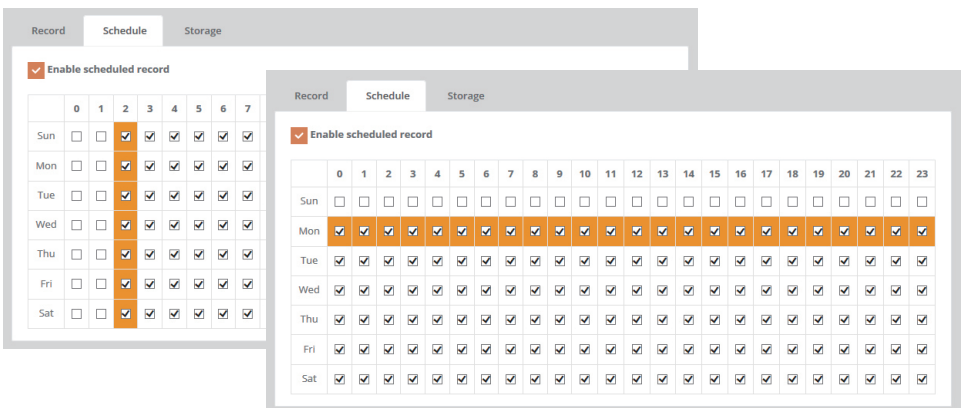 Record Schedule Storage
Enable scheduled record
0 1 2 3 4 5 6 7
Sun
Mon
Tue
Wed
Thu
Fri
Sat
Record Schedule Storage
Enable scheduled record
0 1 2 3 4 5 6 7 8 9 10 11 12 13 14 15 16 17 18 19 20 21 22 23
Sun
Mon
Tue
Wed
Thu
Fri
Sat